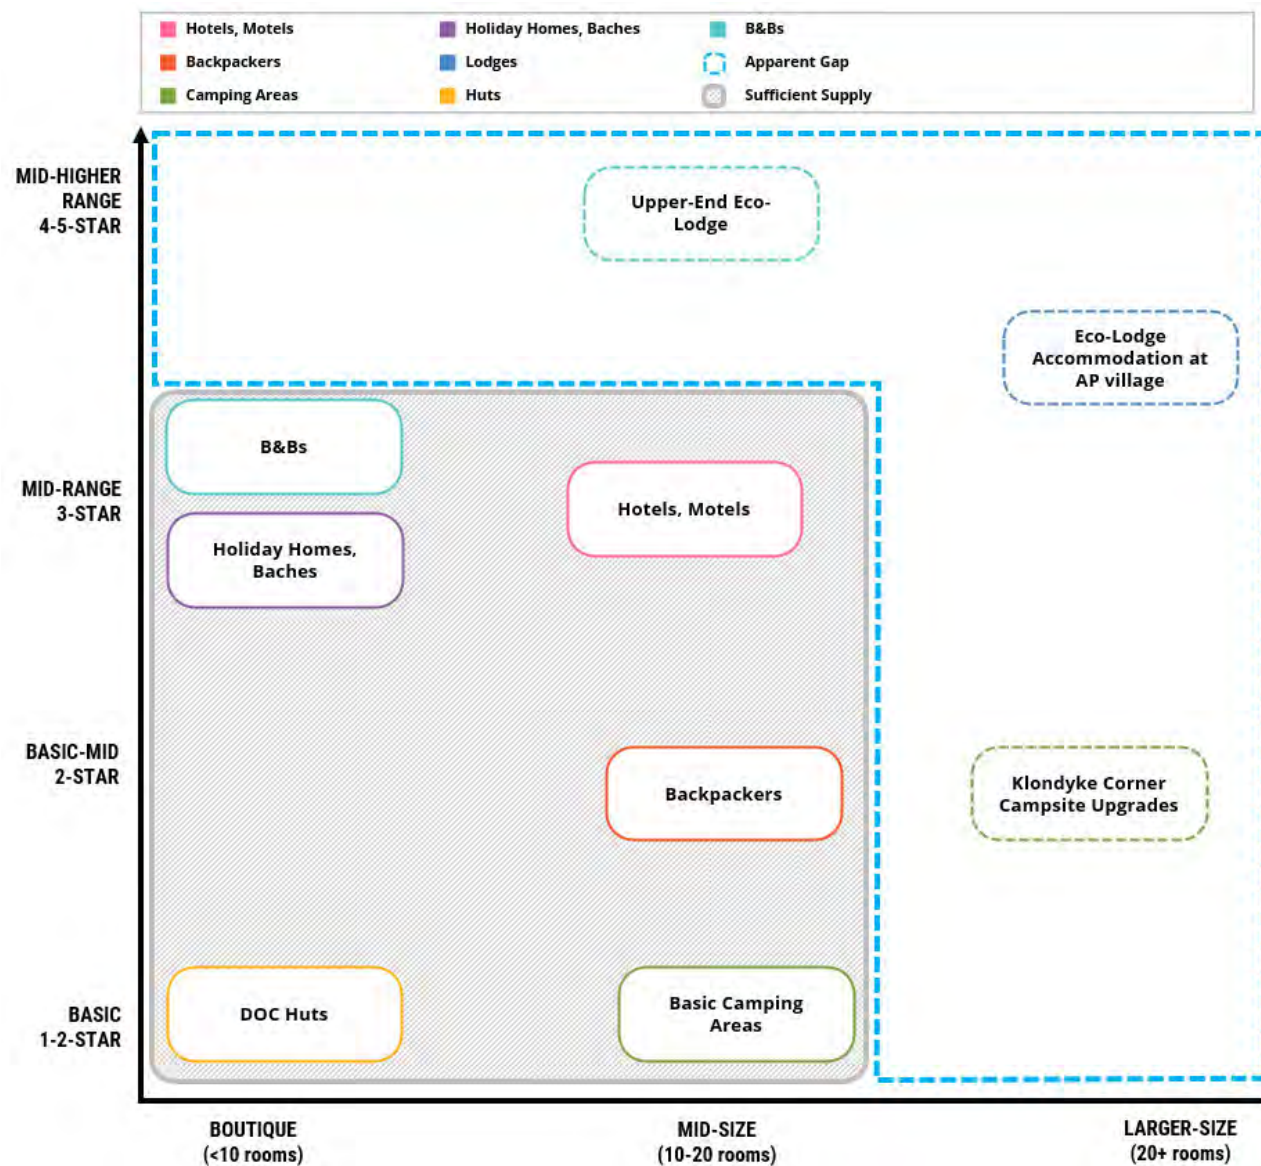 Hotels, Motels
Holiday Homes, Baches
B&Bs
Backpackers
Lodges
Apparent Gap
Camping Areas
Huts
Sufficient Supply
MID-HIGHER
RANGE
4-5-STAR
Upper-End Eco-
Lodge
Eco-Lodge
Accommodation at
AP village
B&Bs
MID-RANGE
3-STAR
Hotels, Motels
Holiday Homes,
Baches
BASIC-MID
2-STAR
Backpackers
Klondyke Corner
Campsite Upgrades
BASIC
1-2-STAR
DOC Huts
Basic Camping
Areas
BOUTIQUE
(<10 rooms)
MID-SIZE
(10-20 rooms)
LARGER-SIZE
(20+ rooms)